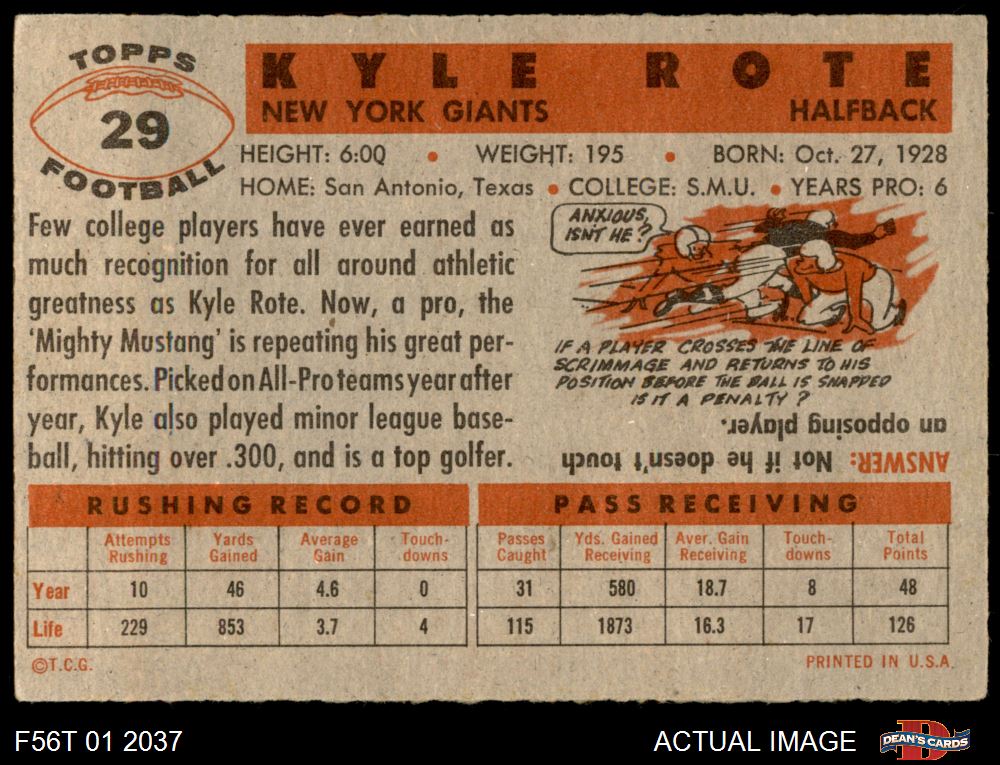 TOPPS
29
FOOTBALL
KYLE ROTE
NEW YORK GIANTS HALFBACK
HEIGHT: 6:0Q • WEIGHT: 195 • BORN: Oct. 27, 1928
HOME: San Antonio, Texas • COLLEGE: S.M.U. • YEARS PRO: 6
Few college players have ever earned as
much recognition for all around athletic
greatness as Kyle Rote. Now, a pro, the
'Mighty Mustang' is repeating his great per-
formances. Picked on All-Pro teams year after
year, Kyle also played minor league base-
ball, hitting over .300, and is a top golfer.
ANXIOUS,
ISN'T HE?
IF A PLAYER CROSSES THE LINE OF
SCRIMMAGE AND RETURNS TO HIS
POSITION BEFORE THE BALL IS SNAPPED
IS IT A PENALTY?
ANSWER: Not if he doesn't touch
an opposing player.
RUSHING RECORD
Attempts Rushing Yards Gained Average Gain Touch-downs
Year 10 46 4.6 0
Life 229 853 3.7 4
PASS RECEIVING
Passes Caught Yds. Gained Receiving Aver. Gain Receiving Touch-downs Total Points
31 580 18.7 8 48
115 1873 16.3 17 126
©T.C.G. PRINTED IN U.S.A.
F56T 01 2037 ACTUAL IMAGE
DEAN'S CARDS